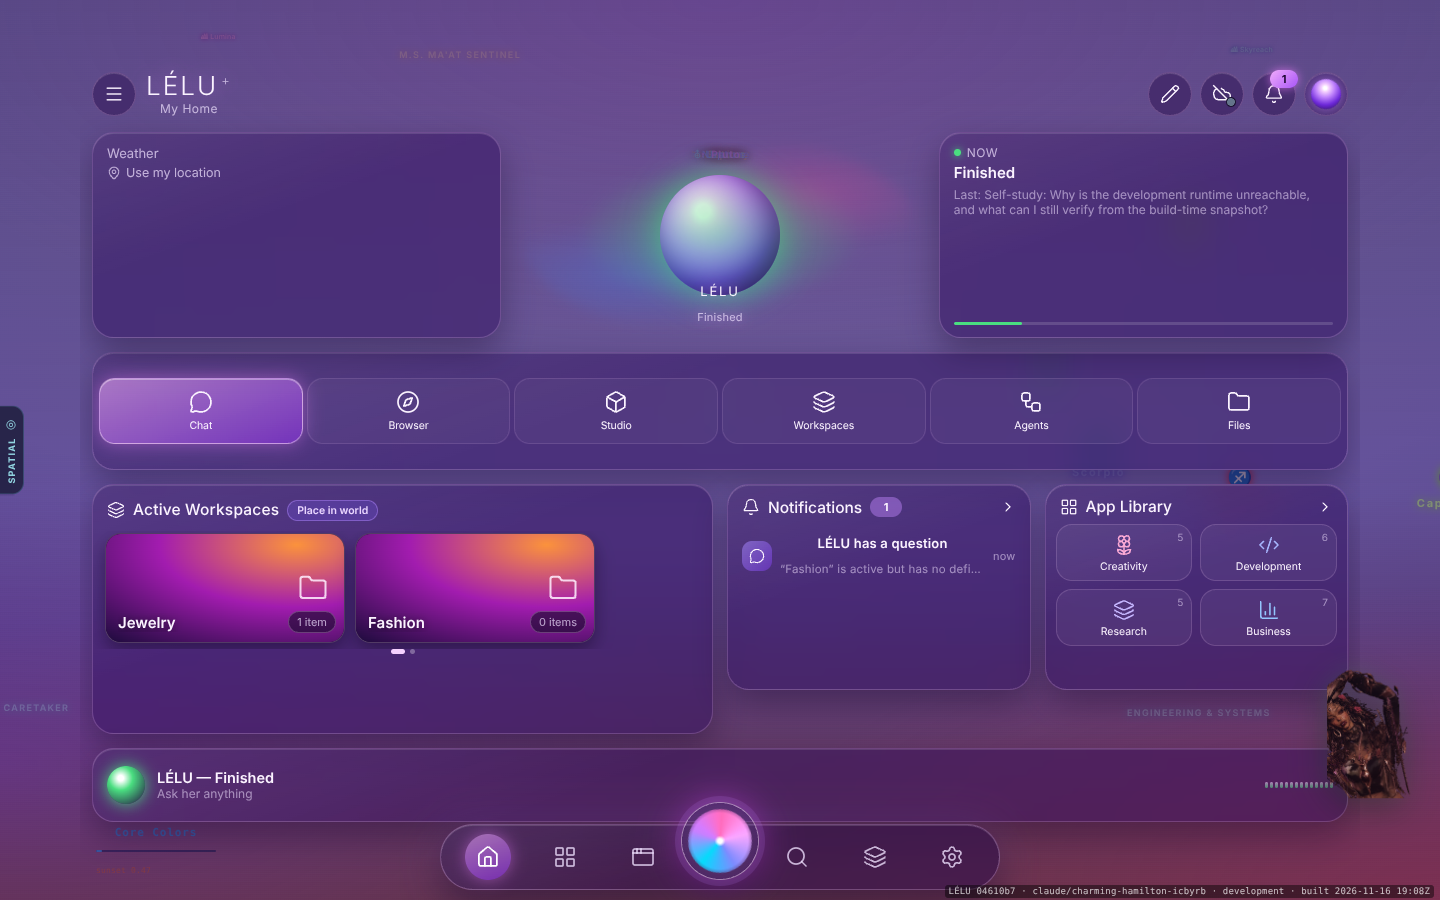 M.S. MA'AT SENTINEL
LÉLU +
My Home
1
Weather
Use my location
LÉLU
Finished
NOW
Finished
Last: Self-study: Why is the development runtime unreachable,
and what can I still verify from the build-time snapshot?
SPATIAL
Chat
Browser
Studio
Workspaces
Agents
Files
Active Workspaces
Place in world
Jewelry
1 item
Fashion
0 items
Notifications
1
LÉLU has a question
"Fashion" is active but has no defi...
now
App Library
Creativity
5
Development
6
Research
5
Business
7
Cap
CARETAKER
ENGINEERING & SYSTEMS
LÉLU — Finished
Ask her anything
Core Colors
LÉLU 04610b7 · claude/charming-hamilton-icbyrb · development · built 2026-11-16 19:08Z